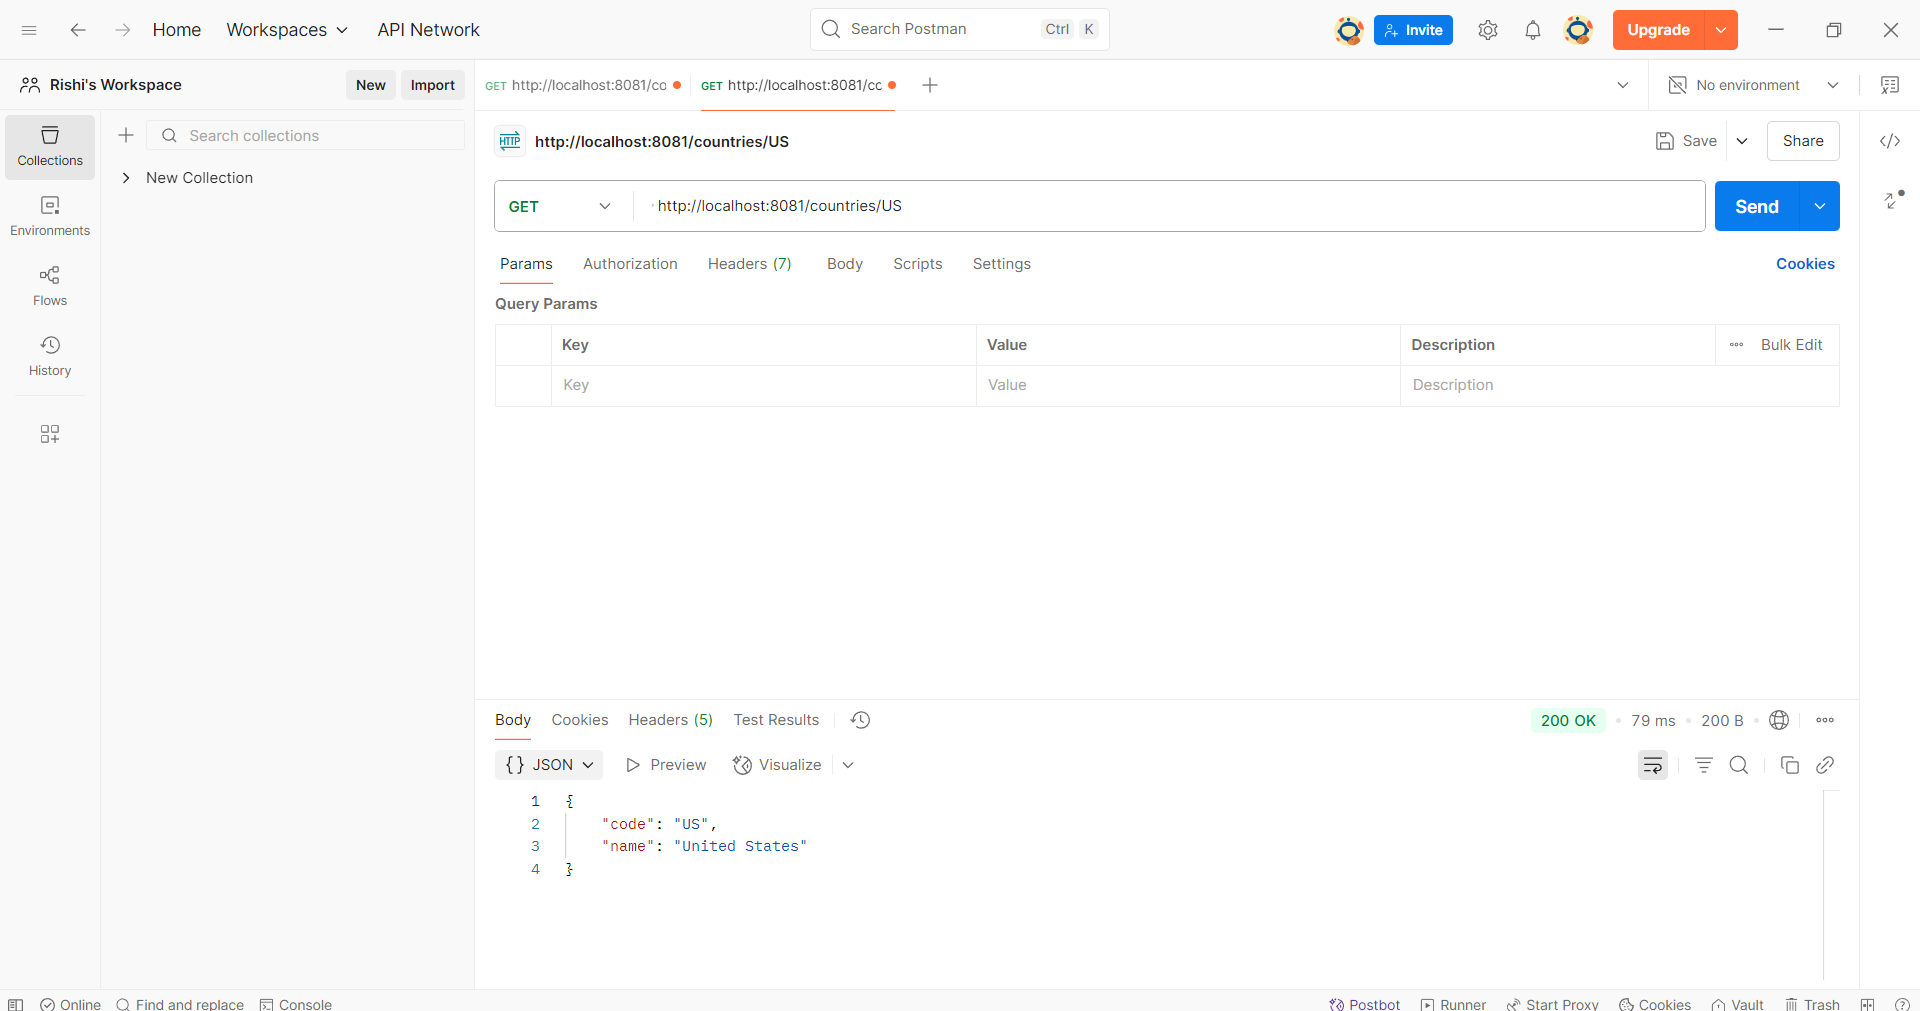 Home Workspaces API Network Search Postman Ctrl K Invite Upgrade
Rishi's Workspace New Import GET http://localhost:8081/co GET http://localhost:8081/cc No environment
Collections
Environments
Flows
History
Search collections
New Collection
HTTP http://localhost:8081/countries/US Save Share
GET http://localhost:8081/countries/US Send
Params Authorization Headers (7) Body Scripts Settings Cookies
Query Params
Key Value Description Bulk Edit
Key Value Description
Body Cookies Headers (5) Test Results 200 OK 79 ms 200 B
{} JSON Preview Visualize
1 {
2 "code": "US",
3 "name": "United States"
4 }
Online Find and replace Console Postbot Runner Start Proxy Cookies Vault Trash